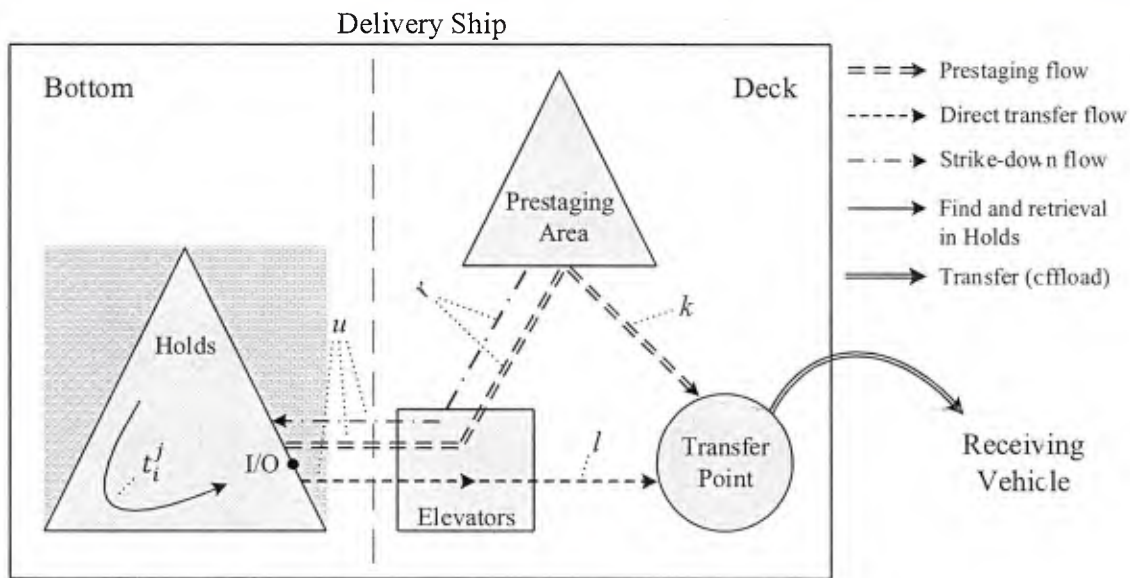 Delivery Ship
Bottom
Deck
Prestaging
Area
Holds
u
k
I/O
t_i^j
Elevators
l
Transfer
Point
Receiving
Vehicle
Prestaging flow
Direct transfer flow
Strike-down flow
Find and retrieval
in Holds
Transfer (cffload)